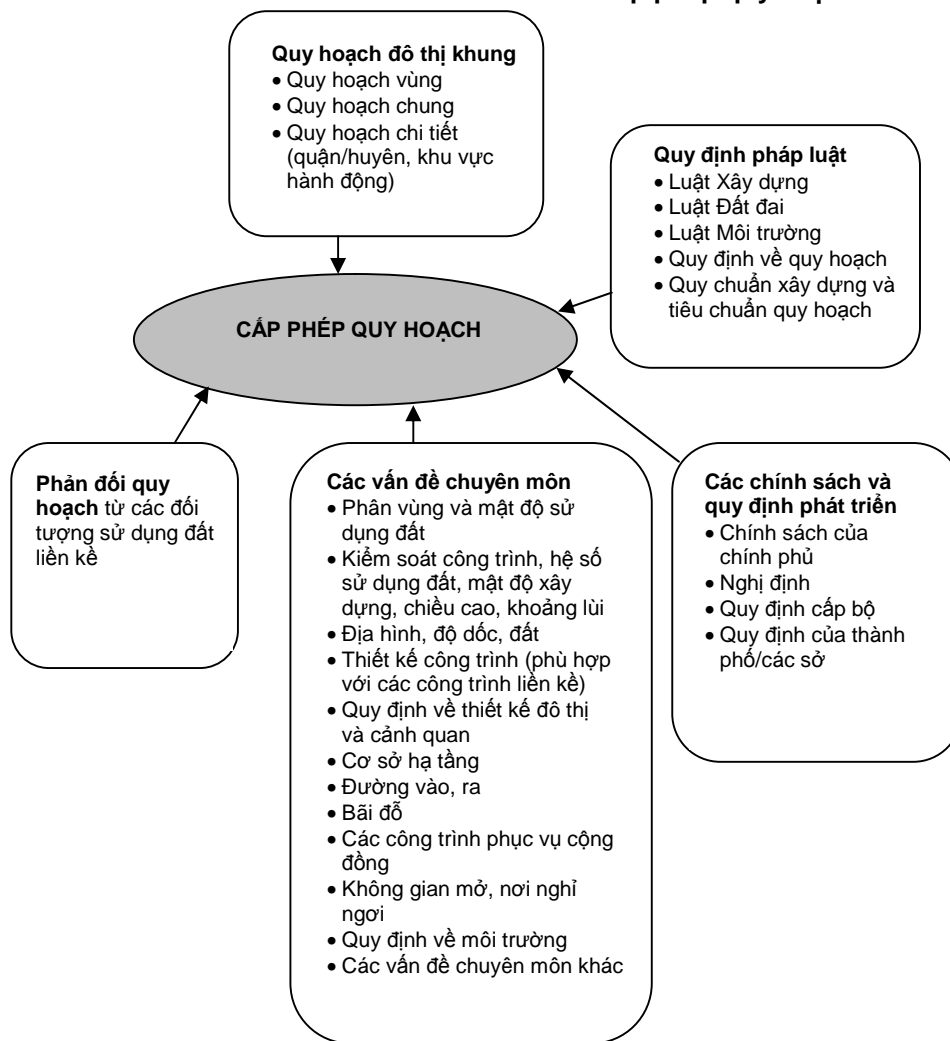 Quy hoạch đô thị khung
• Quy hoạch vùng
• Quy hoạch chung
• Quy hoạch chi tiết
(quận/huyện, khu vực
hành động)
Quy định pháp luật
• Luật Xây dựng
• Luật Đất đai
• Luật Môi trường
• Quy định về quy hoạch
• Quy chuẩn xây dựng và
tiêu chuẩn quy hoạch
CẤP PHÉP QUY HOẠCH
Phản đối quy
hoạch từ các đối
tượng sử dụng đất
liền kề
Các vấn đề chuyên môn
• Phân vùng và mật độ sử
dụng đất
• Kiểm soát công trình, hệ số
sử dụng đất, mật độ xây
dựng, chiều cao, khoảng lùi
• Địa hình, độ dốc, đất
• Thiết kế công trình (phù hợp
với các công trình liền kề)
• Quy định về thiết kế đô thị
và cảnh quan
• Cơ sở hạ tầng
• Đường vào, ra
• Bãi đỗ
• Các công trình phục vụ cộng
đồng
• Không gian mở, nơi nghỉ
ngơi
• Quy định về môi trường
• Các vấn đề chuyên môn khác
Các chính sách và
quy định phát triển
• Chính sách của
chính phủ
• Nghị định
• Quy định cấp bộ
• Quy định của thành
phố/các sở